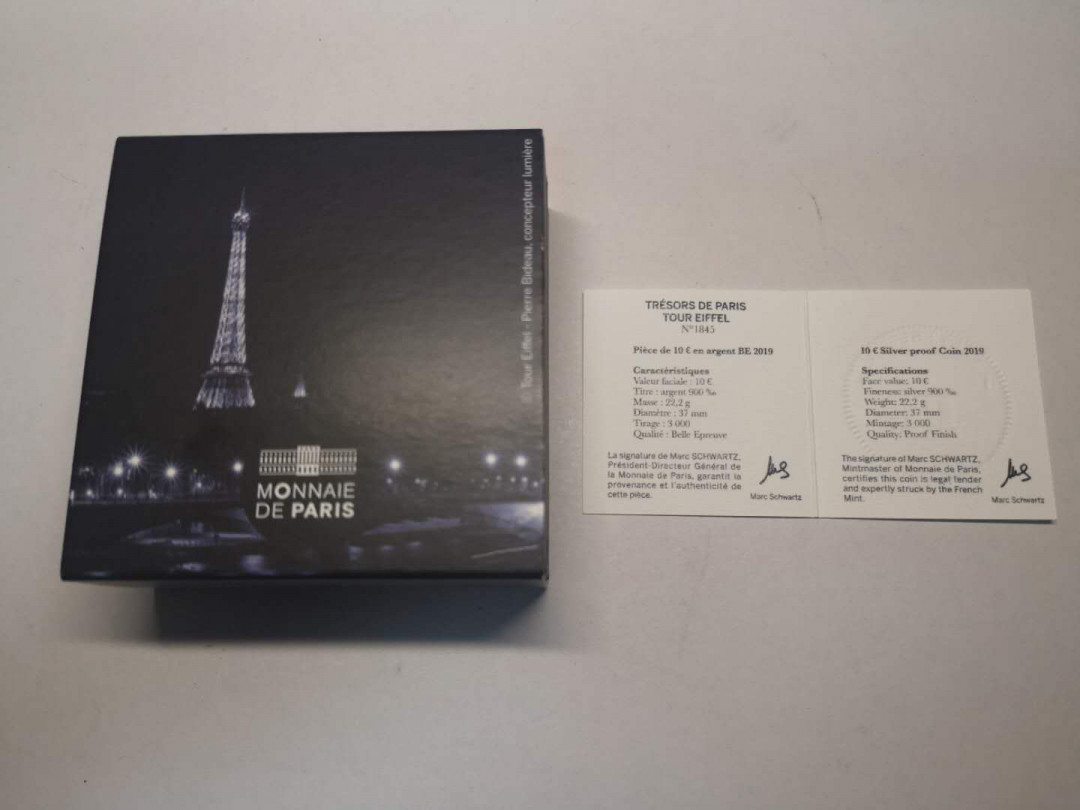 Tour Eiffel - Pierre Bideau, concepteur lumière
MONNAIE
DE PARIS
TRÉSORS DE PARIS
TOUR EIFFEL
N°1845
Pièce de 10 € en argent BE 2019
Caractéristiques
Valeur faciale : 10 €
Titre : argent 900 ‰
Masse : 22,2 g
Diamètre : 37 mm
Tirage : 3 000
Qualité : Belle Epreuve
La signature de Marc SCHWARTZ,
Président-Directeur Général de
la Monnaie de Paris, garantit la
provenance et l'authenticité de
cette pièce.
Marc Schwartz
10 € Silver proof Coin 2019
Specifications
Face value: 10 €
Fineness: silver 900 ‰
Weight: 22,2 g
Diameter: 37 mm
Mintage: 3 000
Quality: Proof Finish
The signature of Marc SCHWARTZ,
Mintmaster of Monnaie de Paris,
certifies this coin is legal tender
and expertly struck by the French
Mint.
Marc Schwartz